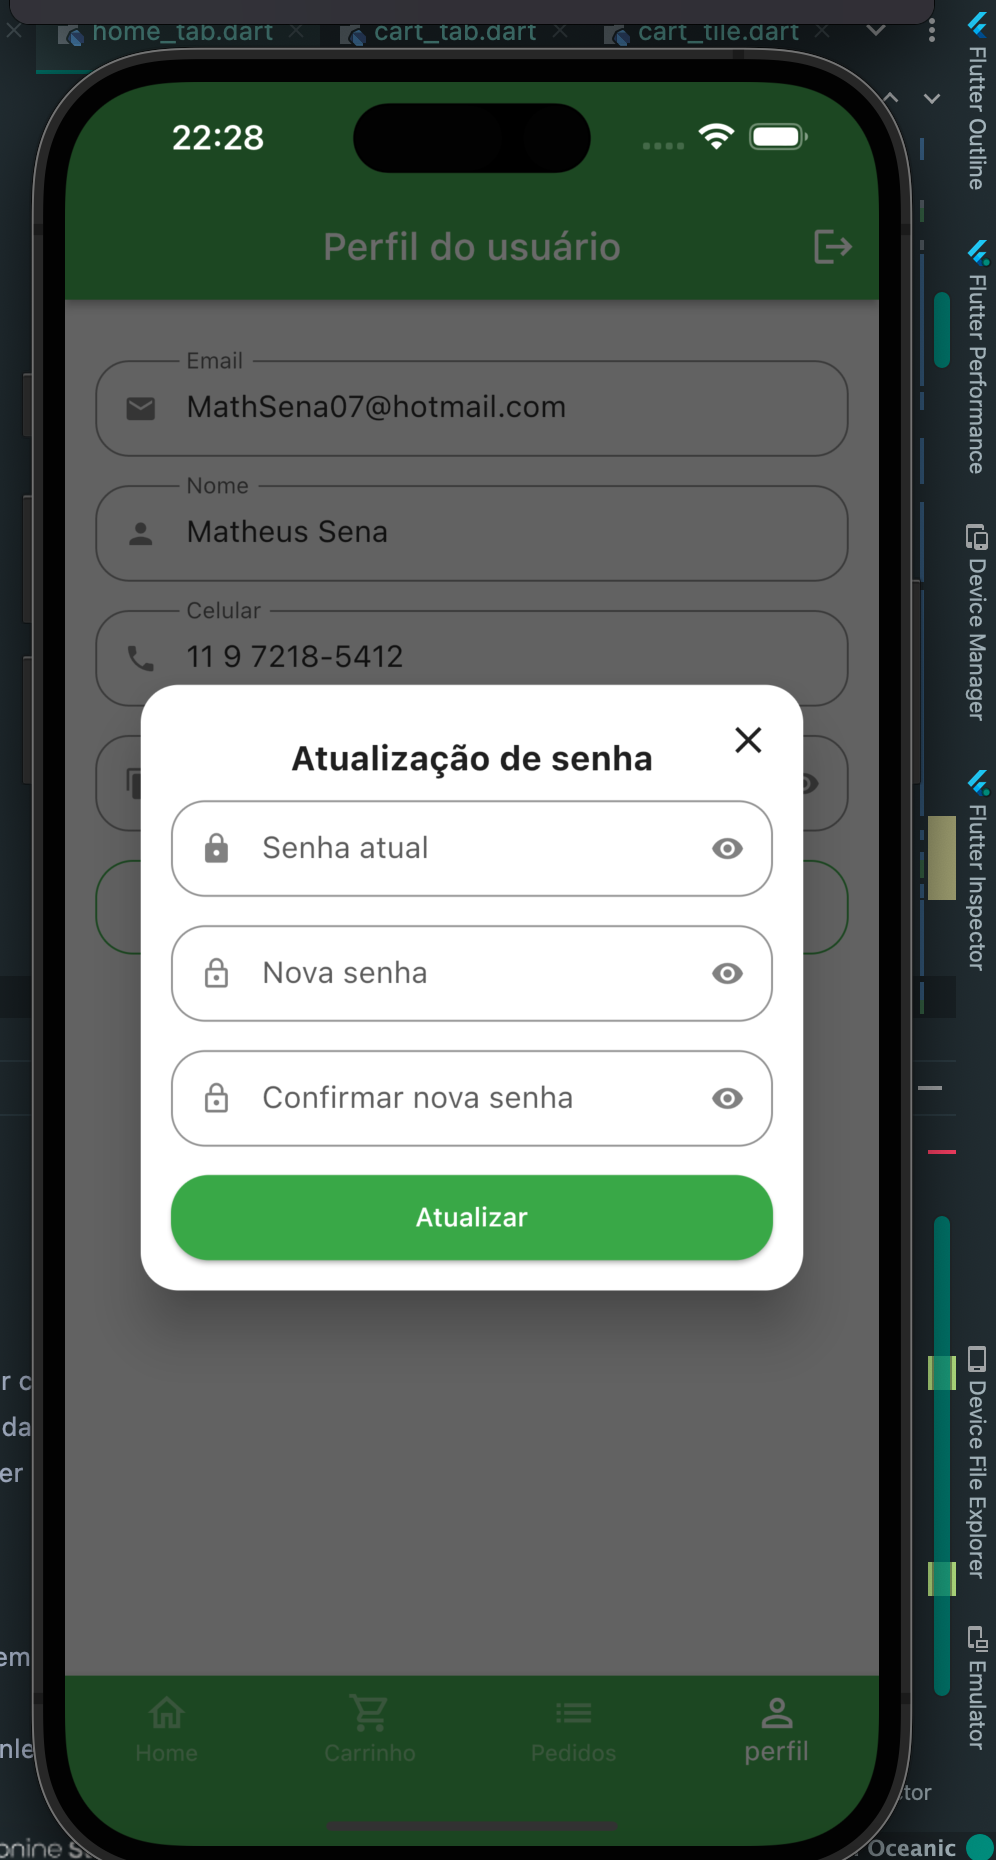 home_tab.dart
cart_tab.dart
cart_tile.dart
22:28
Perfil do usuário
Email
MathSena07@hotmail.com
Nome
Matheus Sena
Celular
11 9 7218-5412
Atualização de senha
Senha atual
Nova senha
Confirmar nova senha
Atualizar
Home
Carrinho
Pedidos
perfil
Flutter Outline
Flutter Performance
Device Manager
Flutter Inspector
Device File Explorer
Emulator
r c
da
er
em
nle
tor
Oceanic